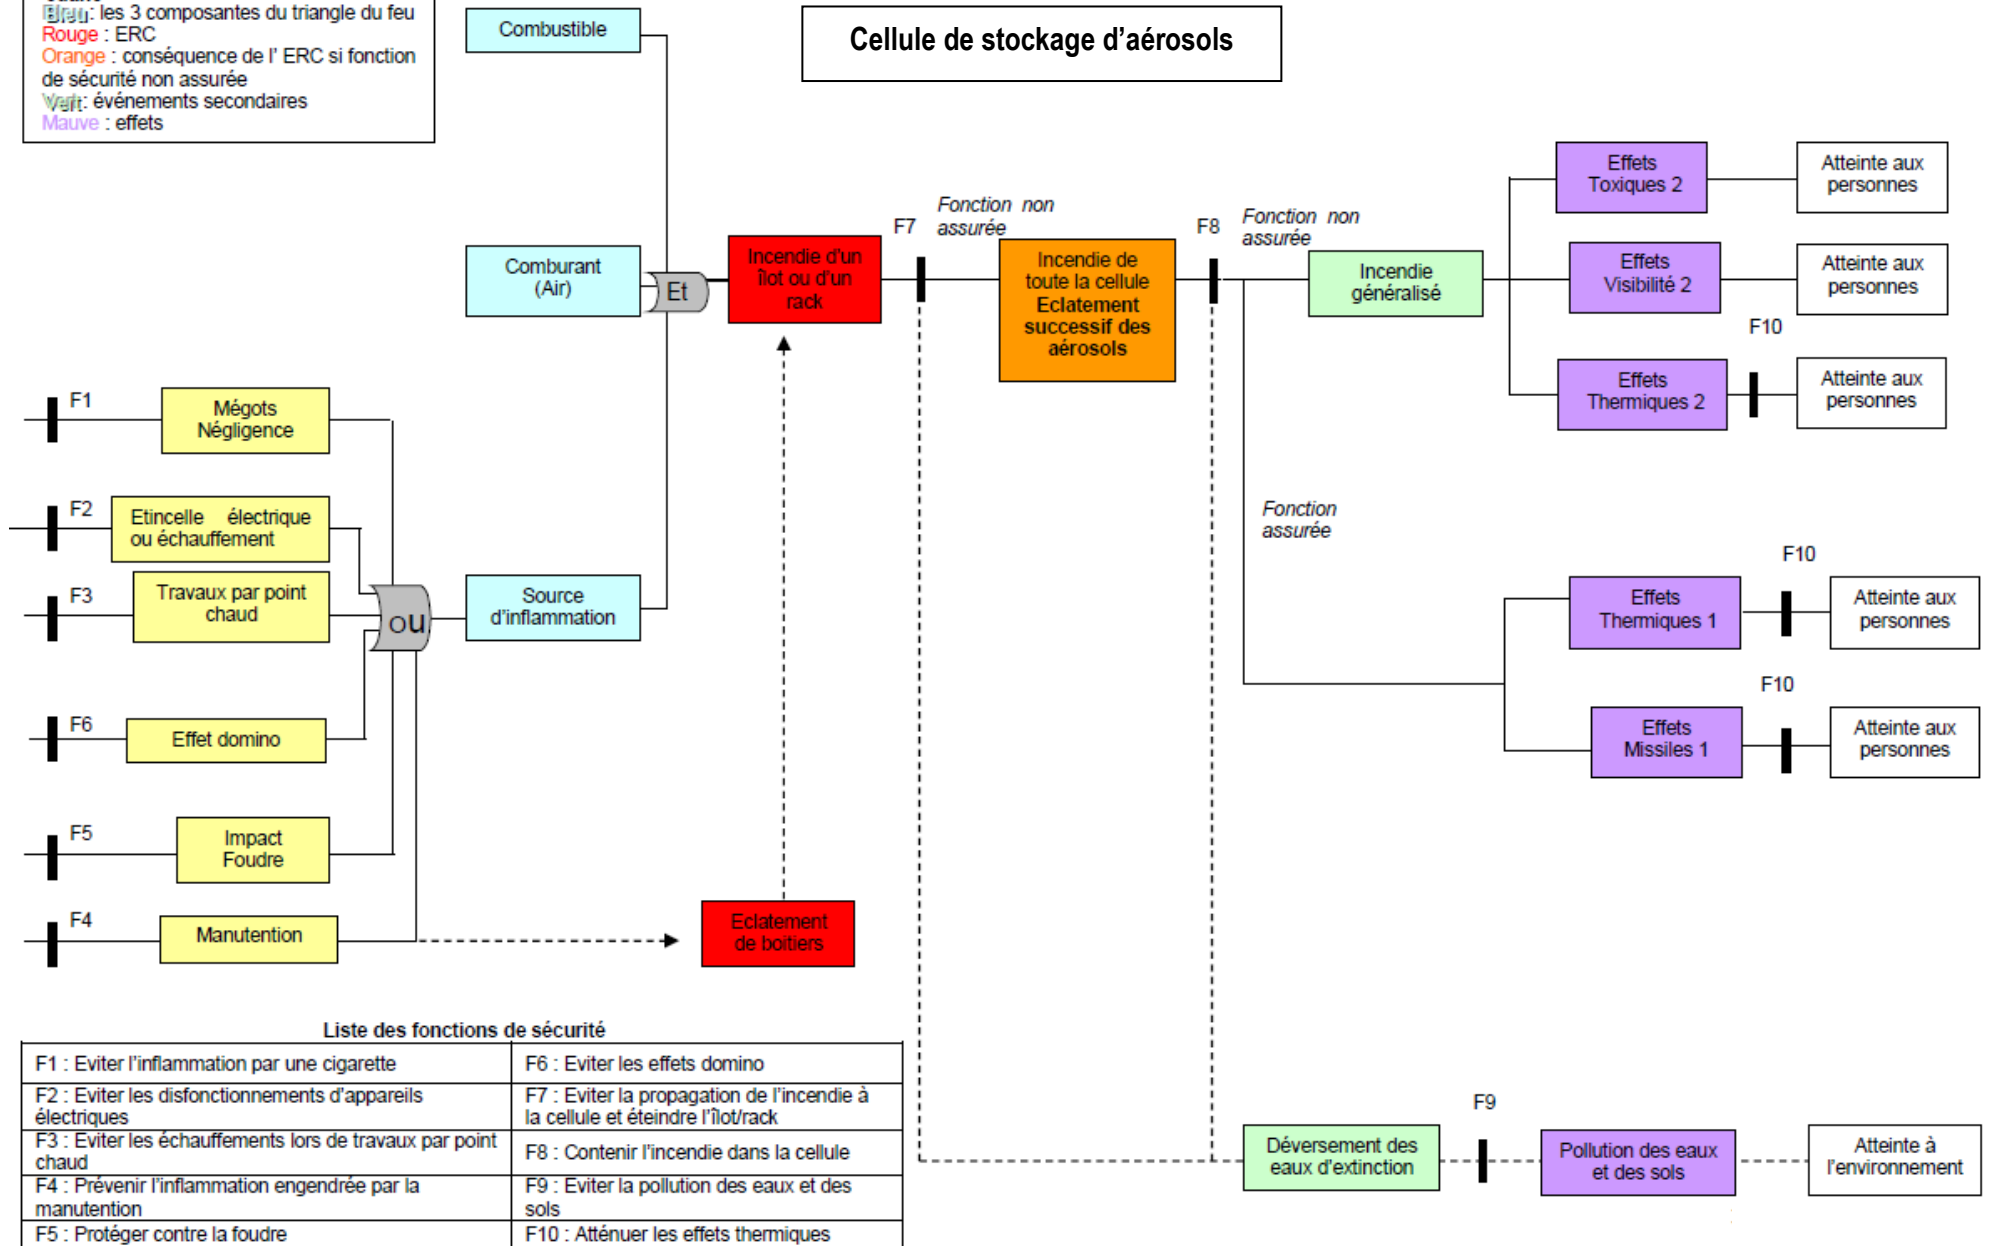 Bleu : les 3 composantes du triangle du feu
Rouge : ERC
Orange : conséquence de l' ERC si fonction
de sécurité non assurée
Vert : événements secondaires
Mauve : effets
Combustible
Cellule de stockage d'aérosols
Comburant
(Air)
Et
Incendie d'un
îlot ou d'un
rack
F7
Fonction non
assurée
Incendie de
toute la cellule
Eclatement
successif des
aérosols
F8
Fonction non
assurée
Incendie
généralisé
Effets
Toxiques 2
Atteinte aux
personnes
Effets
Visibilité 2
Atteinte aux
personnes
F10
Effets
Thermiques 2
Atteinte aux
personnes
F1
Mégots
Négligence
F2
Etincelle électrique
ou échauffement
F3
Travaux par point
chaud
ou
Source
d'inflammation
F6
Effet domino
F5
Impact
Foudre
F4
Manutention
Eclatement
de boitiers
Fonction
assurée
F10
Effets
Thermiques 1
Atteinte aux
personnes
F10
Effets
Missiles 1
Atteinte aux
personnes
Liste des fonctions de sécurité
F1 : Eviter l'inflammation par une cigarette
F6 : Eviter les effets domino
F2 : Eviter les disfonctionnements d'appareils
électriques
F7 : Eviter la propagation de l'incendie à
la cellule et éteindre l'îlot/rack
F3 : Eviter les échauffements lors de travaux par point
chaud
F8 : Contenir l'incendie dans la cellule
F4 : Prévenir l'inflammation engendrée par la
manutention
F9 : Eviter la pollution des eaux et des
sols
F5 : Protéger contre la foudre
F10 : Atténuer les effets thermiques
Déversement des
eaux d'extinction
F9
Pollution des eaux
et des sols
Atteinte à
l'environnement